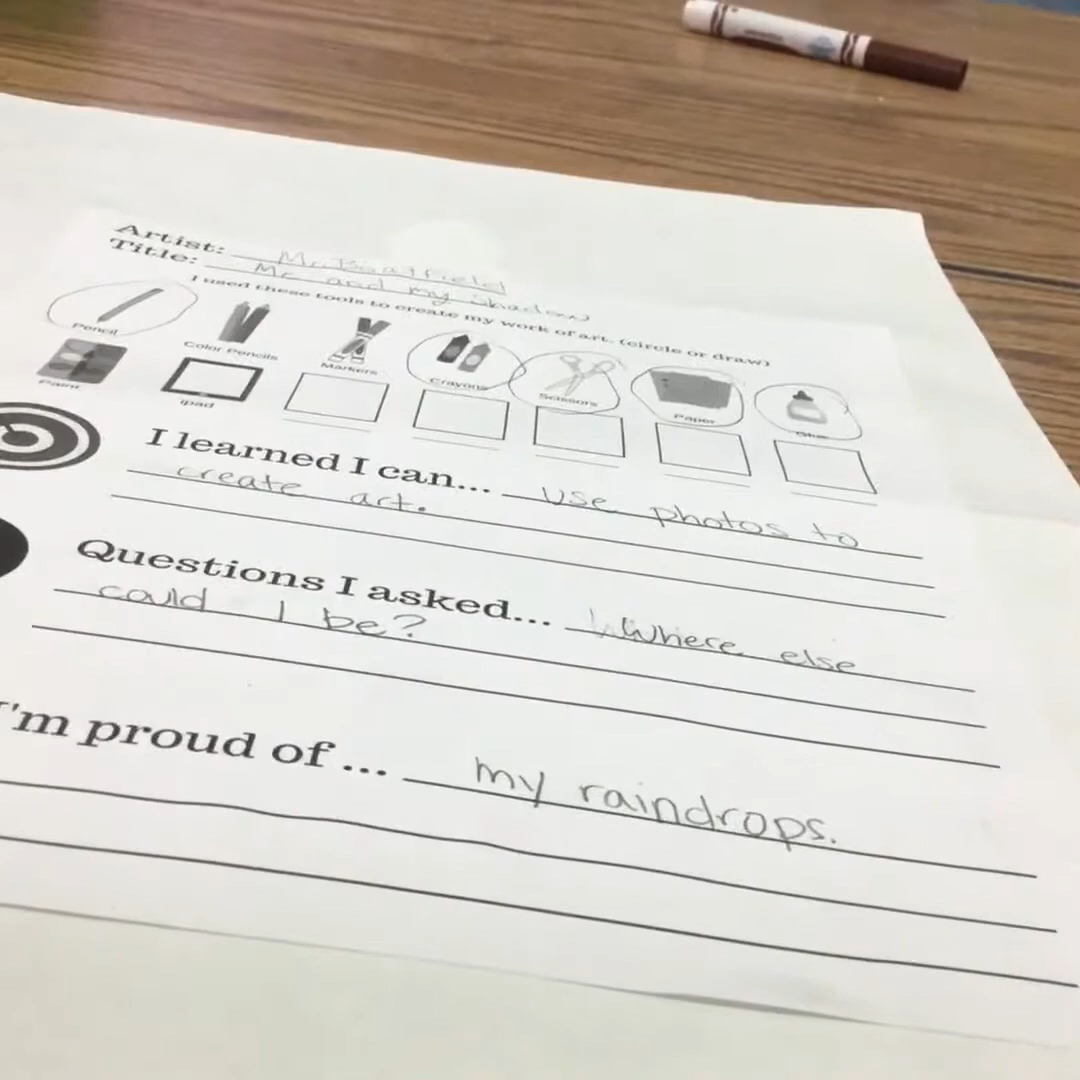 Artist:
Title: Me and my Shadow
I used these tools to create my work of art. (circle or draw)
Pencil Color Pencils Markers Crayons Scissors Paper Glue
Paint Ipad
I learned I can... use photos to
create art.
Questions I asked... Where else
could I be?
I'm proud of ... my raindrops.